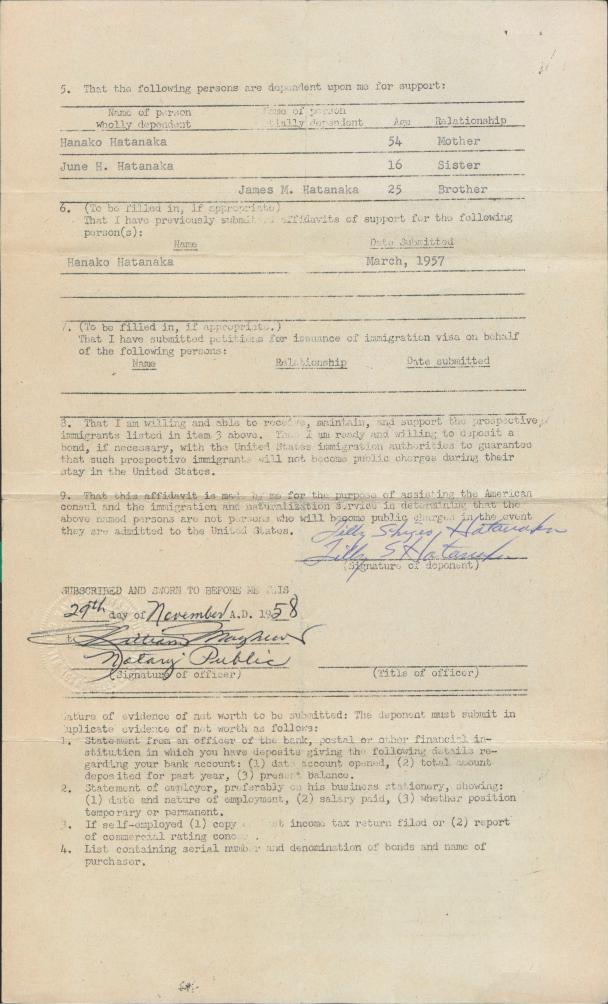 5. That the following persons are dependent upon me for support:
Name of person Name of person
wholly dependent partially dependent Age Relationship
Hanako Hatanaka 54 Mother
June H. Hatanaka 16 Sister
James M. Hatanaka 25 Brother
6. (To be filled in, if appropriate)
That I have previously submitted affidavits of support for the following
person(s):
Name Date Submitted
Hanako Hatanaka March, 1957
7. (To be filled in, if appropriate.)
That I have submitted petitions for issuance of immigration visa on behalf
of the following persons:
Name Relationship Date submitted
8. That I am willing and able to receive, maintain, and support the prospective
immigrants listed in item 3 above. That I am ready and willing to deposit a
bond, if necessary, with the United States immigration authorities to guarantee
that such prospective immigrants will not become public charges during their
stay in the United States.
9. That this affidavit is made by me for the purpose of assisting the American
consul and the immigration and naturalization service in determining that the
above named persons are not persons who will become public charges in the event
they are admitted to the United States.
Hatanaka
S Hatanaka
(Signature of deponent)
SUBSCRIBED AND SWORN TO BEFORE ME THIS
29th day of November A.D. 1958
William
Notary Public
(Signature of officer) (Title of officer)
Nature of evidence of net worth to be submitted: The deponent must submit in
duplicate evidence of net worth as follows:
1. Statement from an officer of the bank, postal or other financial in-
stitution in which you have deposits giving the following details re-
garding your bank account: (1) date account opened, (2) total amount
deposited for past year, (3) present balance.
2. Statement of employer, preferably on his business stationery, showing:
(1) date and nature of employment, (2) salary paid, (3) whether position
temporary or permanent.
3. If self-employed (1) copy income tax return filed or (2) report
of commercial rating
4. List containing serial number and denomination of bonds and name of
purchaser.